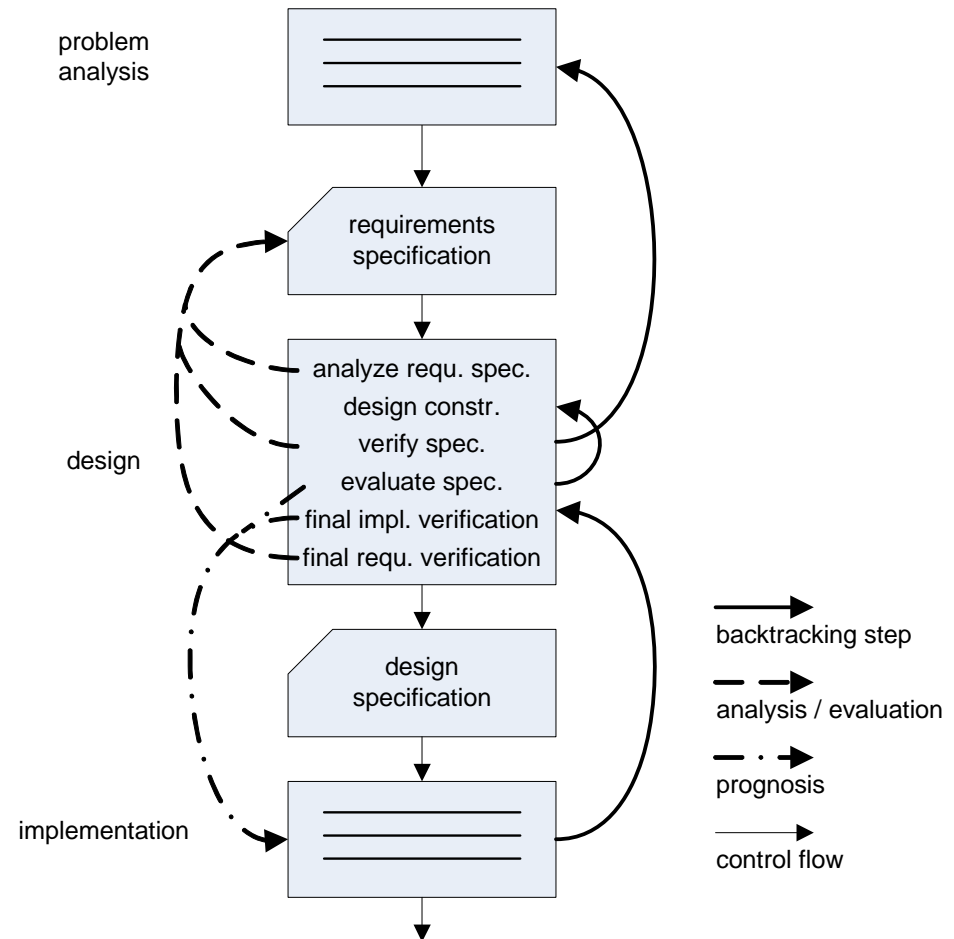 problem
analysis
requirements
specification
analyze requ. spec.
design constr.
verify spec.
design
evaluate spec.
final impl. verification
final requ. verification
design
specification
implementation
backtracking step
analysis / evaluation
prognosis
control flow